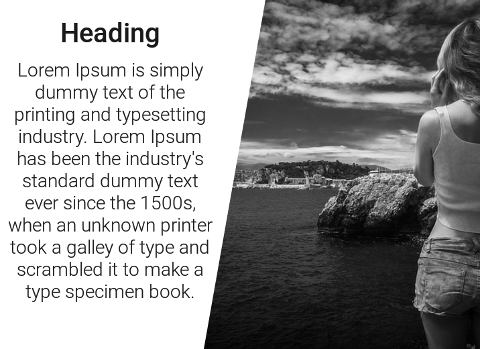 Heading
Lorem Ipsum is simply
dummy text of the
printing and typesetting
industry. Lorem Ipsum
has been the industry's
standard dummy text
ever since the 1500s,
when an unknown printer
took a galley of type and
scrambled it to make a
type specimen book.